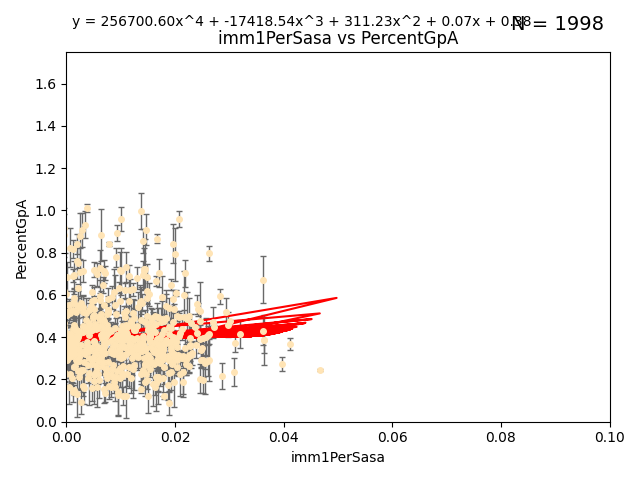 y = 256700.60x^4 + -17418.54x^3 + 311.23x^2 + 0.07x + 0.38
N = 1998
imm1PerSasa vs PercentGpA
PercentGpA
1.6
1.4
1.2
1.0
0.8
0.6
0.4
0.2
0.0
0.00 0.02 0.04 0.06 0.08 0.10
imm1PerSasa